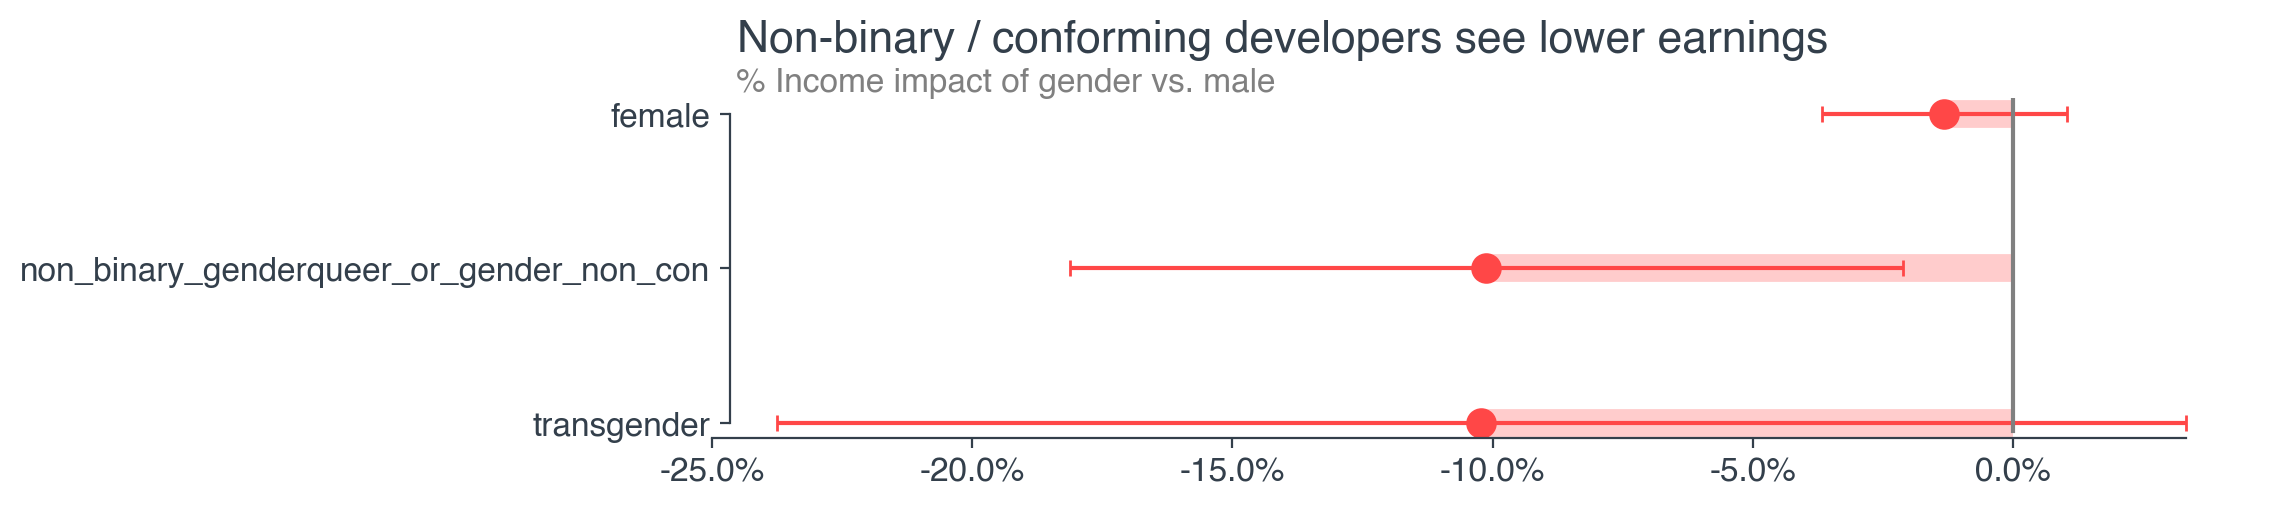 Non-binary / conforming developers see lower earnings
% Income impact of gender vs. male
female
non_binary_genderqueer_or_gender_non_con
transgender
-25.0% -20.0% -15.0% -10.0% -5.0% 0.0%